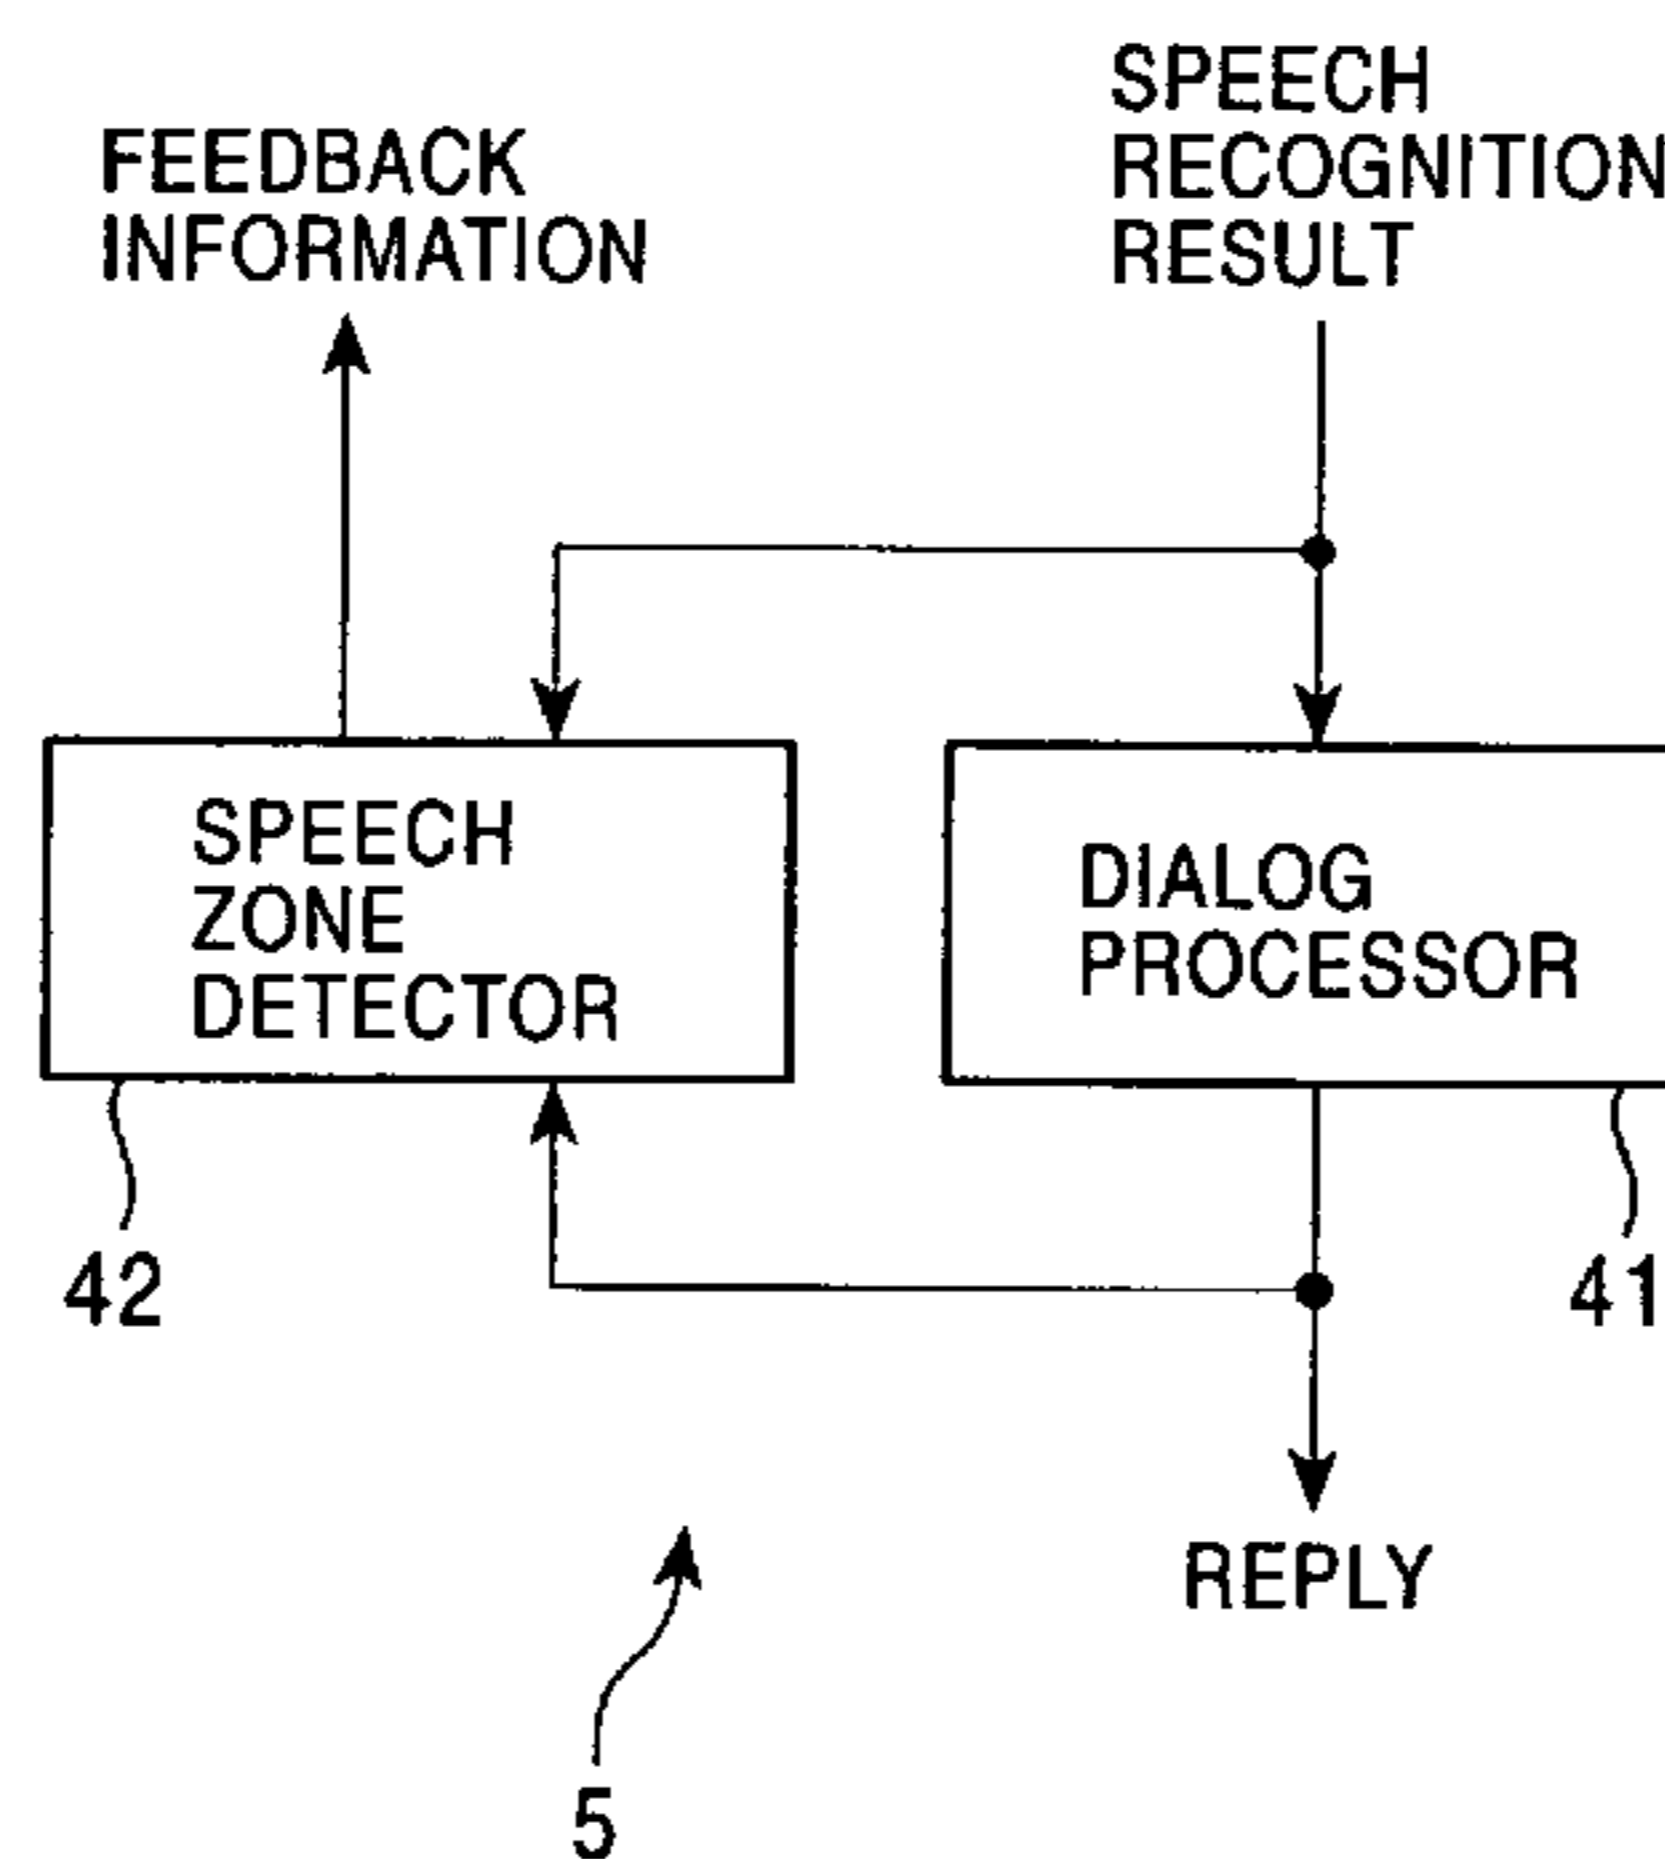 FEEDBACK
INFORMATION
SPEECH
RECOGNITION
RESULT
SPEECH
ZONE
DETECTOR
DIALOG
PROCESSOR
42
41
REPLY
5